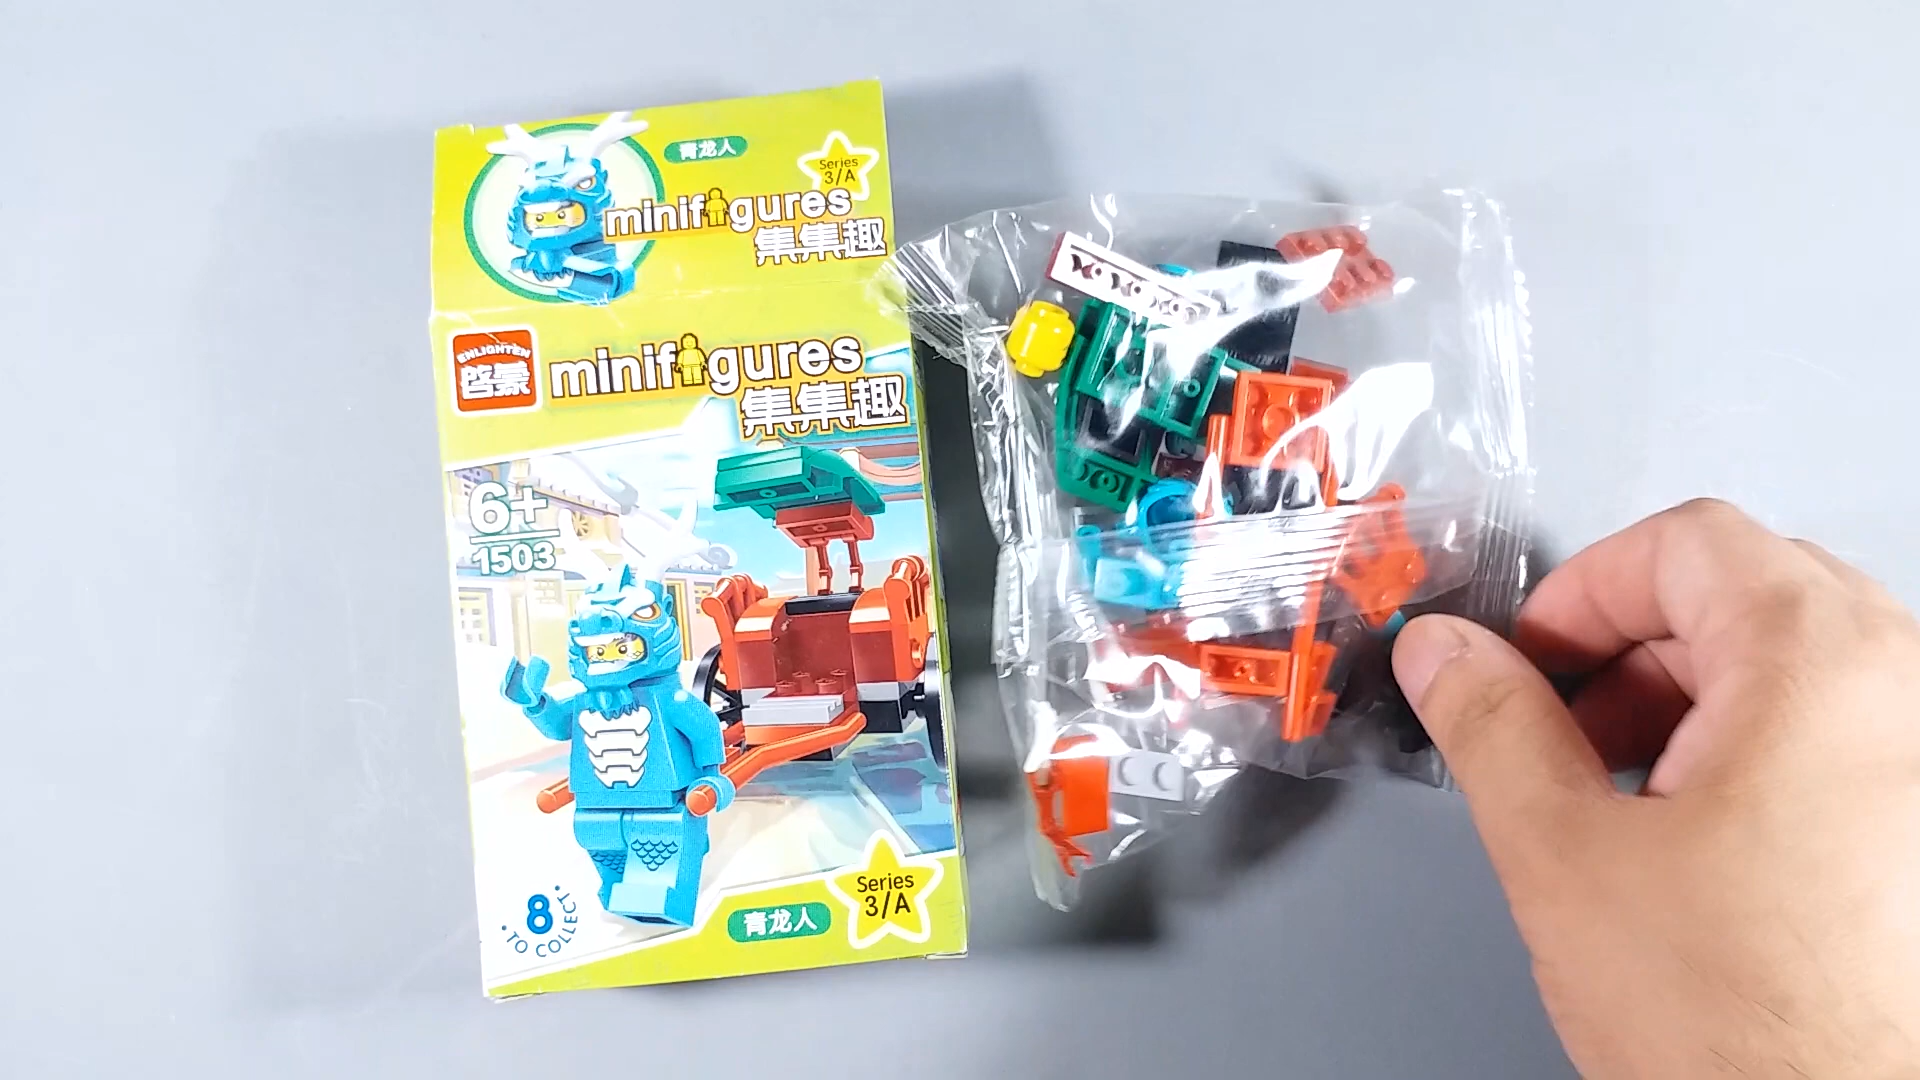 青龙人
Series
3/A
minifigures
集集趣
ENLIGHTEN
启蒙
minifigures
集集趣
6+
1503
8
TO COLLECT
青龙人
Series
3/A